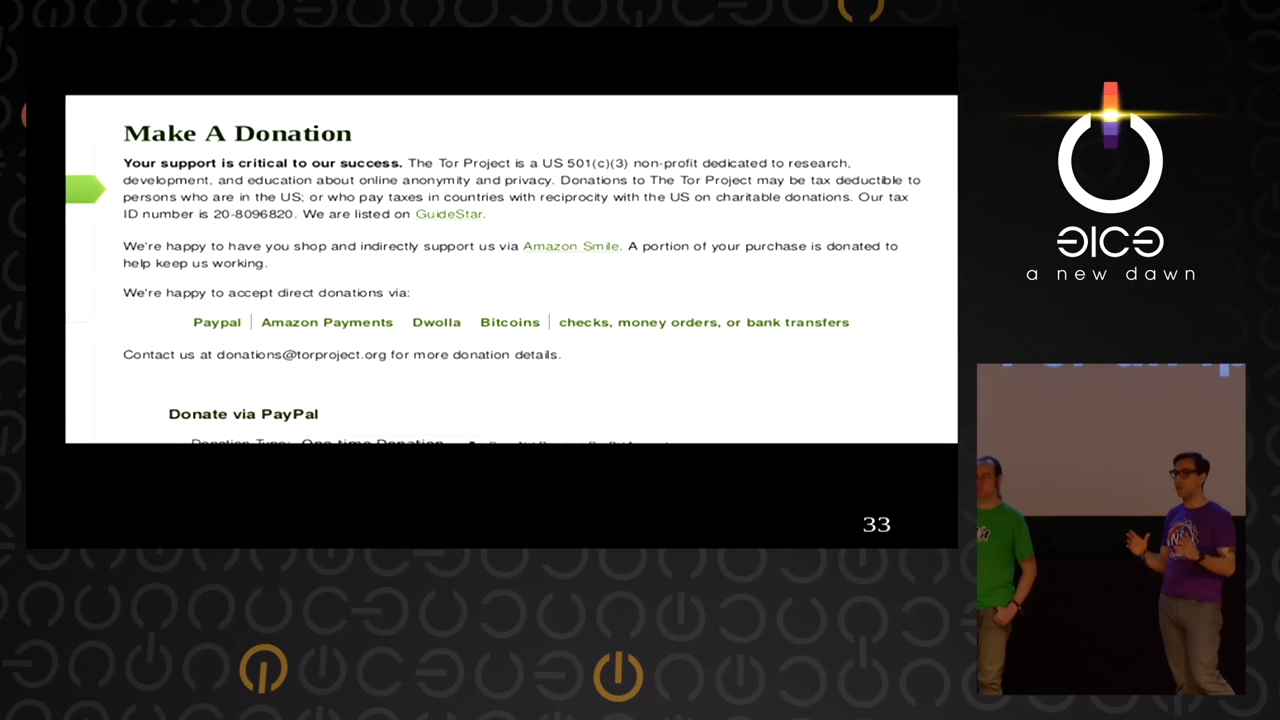 Make A Donation
Your support is critical to our success. The Tor Project is a US 501(c)(3) non-profit dedicated to research,
development, and education about online anonymity and privacy. Donations to The Tor Project may be tax deductible to
persons who are in the US; or who pay taxes in countries with reciprocity with the US on charitable donations. Our tax
ID number is 20-8096820. We are listed on GuideStar.
We're happy to have you shop and indirectly support us via Amazon Smile. A portion of your purchase is donated to
help keep us working.
We're happy to accept direct donations via:
Paypal Amazon Payments Dwolla Bitcoins checks, money orders, or bank transfers
Contact us at donations@torproject.org for more donation details.
Donate via PayPal
Donation Type: One-time Donation
33
a new dawn